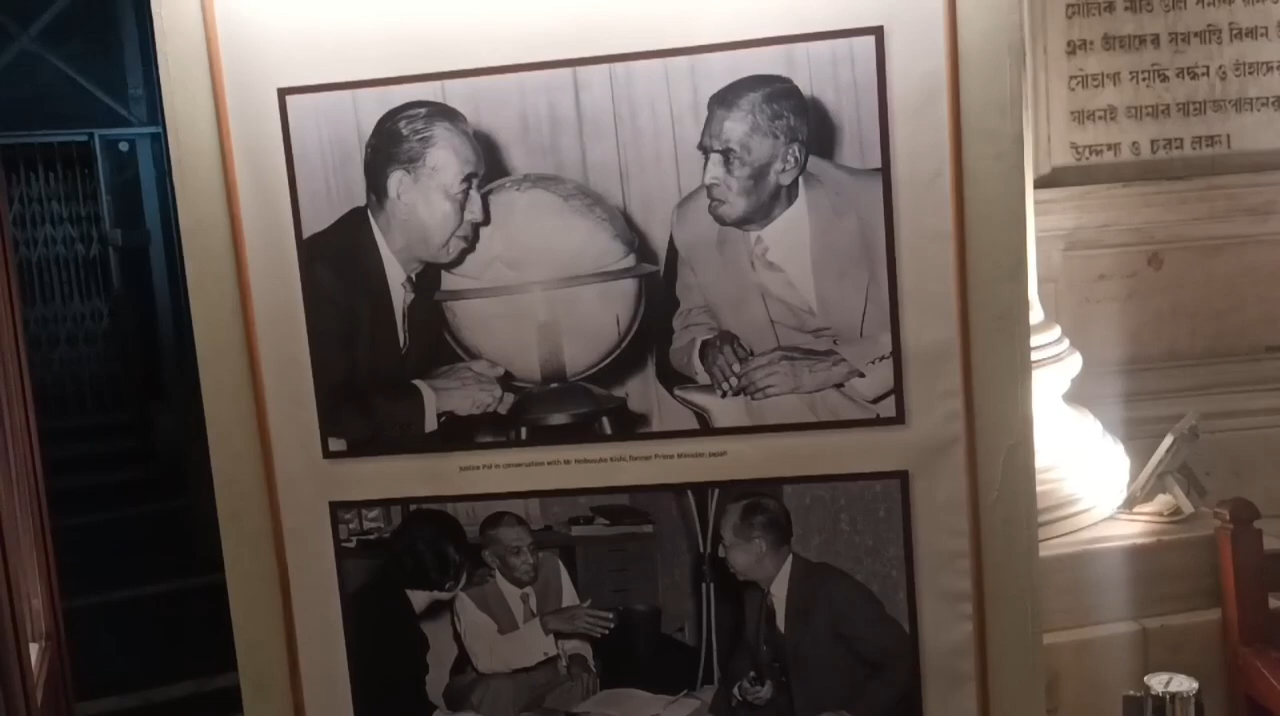 Justice Pal in conversation with Mr Nobusuke Kishi, former Prime Minister, Japan
এবং তাঁহাদের সুখশান্তি বিধান,
সৌভাগ্য সমৃদ্ধি বর্দ্ধন ও তাঁহাদের
সাধনই আমার সাম্রাজ্যপালনের
উদ্দেশ্য ও চরম লক্ষ্য।